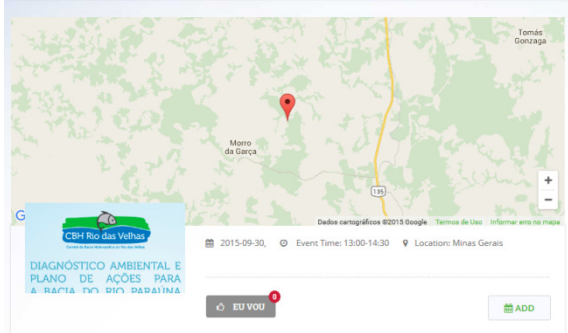 Tomás
Gonzaga
Morro
da Garça
135
+
−
G
Dados cartográficos ©2015 Google Termos de Uso Informar erro no mapa
CBH Rio das Velhas
DIAGNÓSTICO AMBIENTAL E
PLANO DE AÇÕES PARA
A BACIA DO RIO PARAÚNA
2015-09-30, Event Time: 13:00-14:30 Location: Minas Gerais
EU VOU
0
ADD